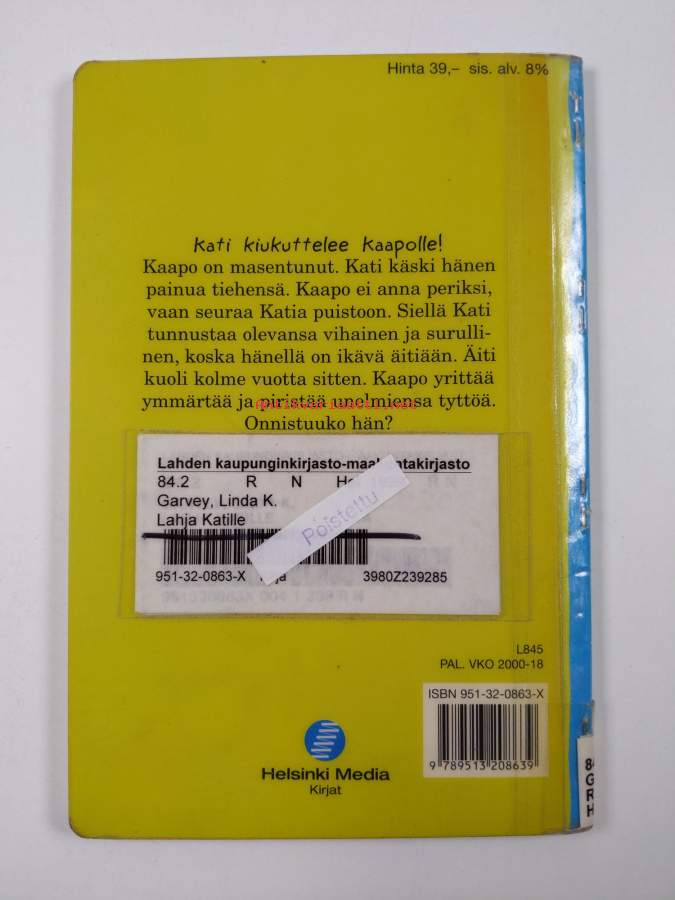 Hinta 39,– sis. alv. 8%
Kati kiukuttelee Kaapolle!
Kaapo on masentunut. Kati käski hänen
painua tiehensä. Kaapo ei anna periksi,
vaan seuraa Katia puistoon. Siellä Kati
tunnustaa olevansa vihainen ja surulli-
nen, koska hänellä on ikävä äitiään. Äiti
kuoli kolme vuotta sitten. Kaapo yrittää
ymmärtää ja piristää unelmiensa tyttöä.
Onnistuuko hän?
Lahden kaupunginkirjasto-maakuntakirjasto
84.2 R N
Garvey, Linda K.
Lahja Katille
Poistettu
951-32-0863-X 3980Z239285
L845
PAL. VKO 2000-18
ISBN 951-32-0863-X
9 789513 208639
Helsinki Media
Kirjat
84
G
R
H